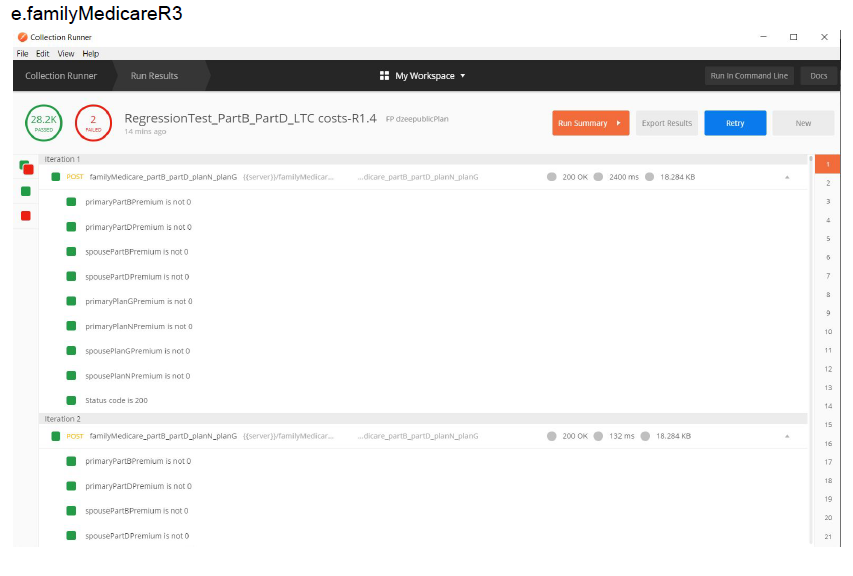 e.familyMedicareR3
Collection Runner
File Edit View Help
Collection Runner Run Results My Workspace Run In Command Line Docs
28.2K PASSED 2 FAILED RegressionTest_PartB_PartD_LTC costs-R1.4 FP dzeepublicPlan Run Summary Export Results Retry New
14 mins ago
Iteration 1
POST familyMedicare_partB_partD_planN_planG {{server}}/familyMedicar... ...dicare_partB_partD_planN_planG 200 OK 2400 ms 18.284 KB
primaryPartBPremium is not 0
primaryPartDPremium is not 0
spousePartBPremium is not 0
spousePartDPremium is not 0
primaryPlanGPremium is not 0
primaryPlanNPremium is not 0
spousePlanGPremium is not 0
spousePlanNPremium is not 0
Status code is 200
Iteration 2
POST familyMedicare_partB_partD_planN_planG {{server}}/familyMedicar... ...dicare_partB_partD_planN_planG 200 OK 132 ms 18.284 KB
primaryPartBPremium is not 0
primaryPartDPremium is not 0
spousePartBPremium is not 0
spousePartDPremium is not 0
1
2
3
4
5
6
7
8
9
10
11
12
13
14
15
16
17
18
19
20
21